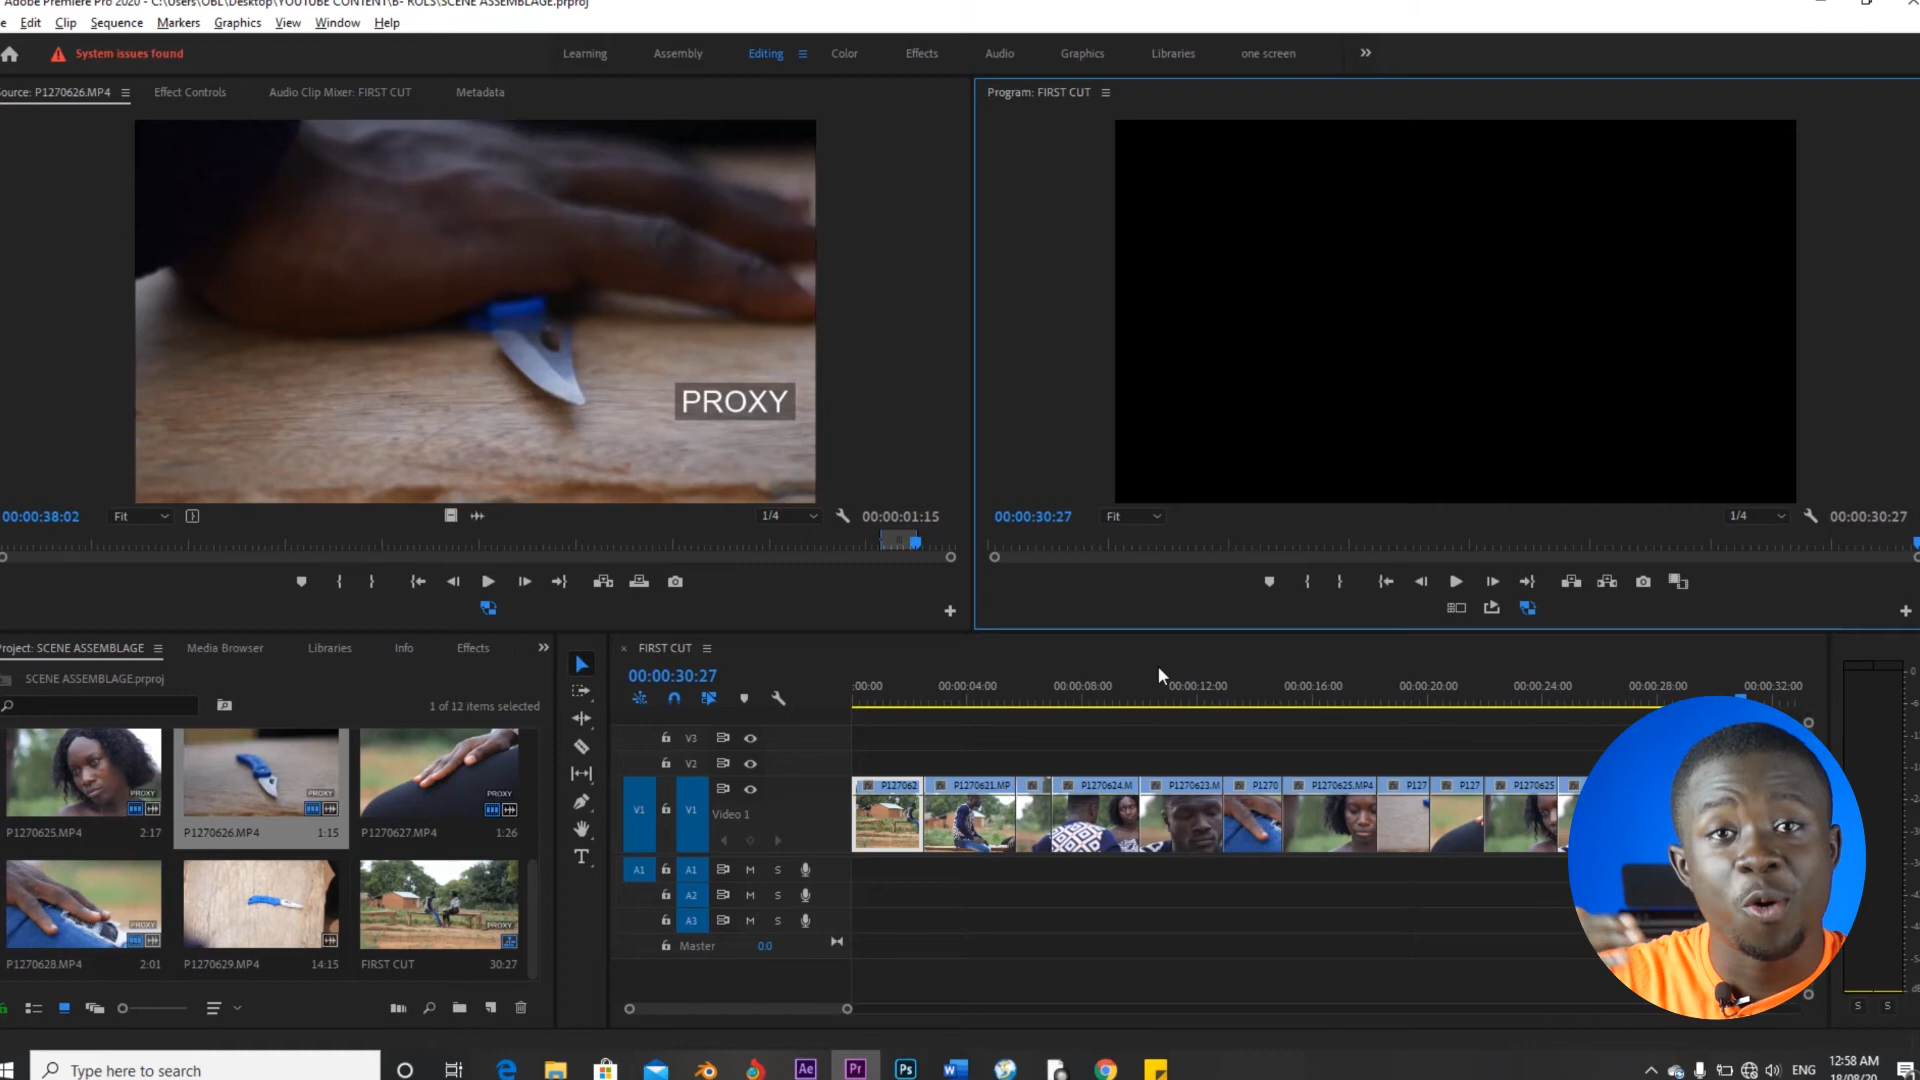 Adobe Premiere Pro 2020 - C:\Users\OBL\Desktop\YOUTUBE CONTENT\B- ROLS\SCENE ASSEMBLAGE.prproj
Edit Clip Sequence Markers Graphics View Window Help
System issues found
Learning Assembly Editing Color Effects Audio Graphics Libraries one screen
ource: P1270626.MP4 Effect Controls Audio Clip Mixer: FIRST CUT Metadata
Program: FIRST CUT
PROXY
00:00:38:02 Fit 1/4 00:00:01:15
00:00:30:27 Fit 1/4 00:00:30:27
roject: SCENE ASSEMBLAGE Media Browser Libraries Info Effects
SCENE ASSEMBLAGE.prproj
1 of 12 items selected
PROXY PROXY PROXY
P1270625.MP4 2:17 P1270626.MP4 1:15 P1270627.MP4 1:26
PROXY PROXY
P1270628.MP4 2:01 P1270629.MP4 14:15 FIRST CUT 30:27
FIRST CUT
00:00:30:27
:00:00 00:00:04:00 00:00:08:00 00:00:12:00 00:00:16:00 00:00:20:00 00:00:24:00 00:00:28:00 00:00:32:00
V3
V2
V1 V1 Video 1
P127062 P1270621.MP P1270624.M P1270623.M P1270 P1270625.MP4 P127 P127 P1270625
A1 A1 M S
A2 M S
A3 M S
Master 0.0
0
S S
Type here to search
Ae Pr Ps
ENG
12:58 AM
18/08/20